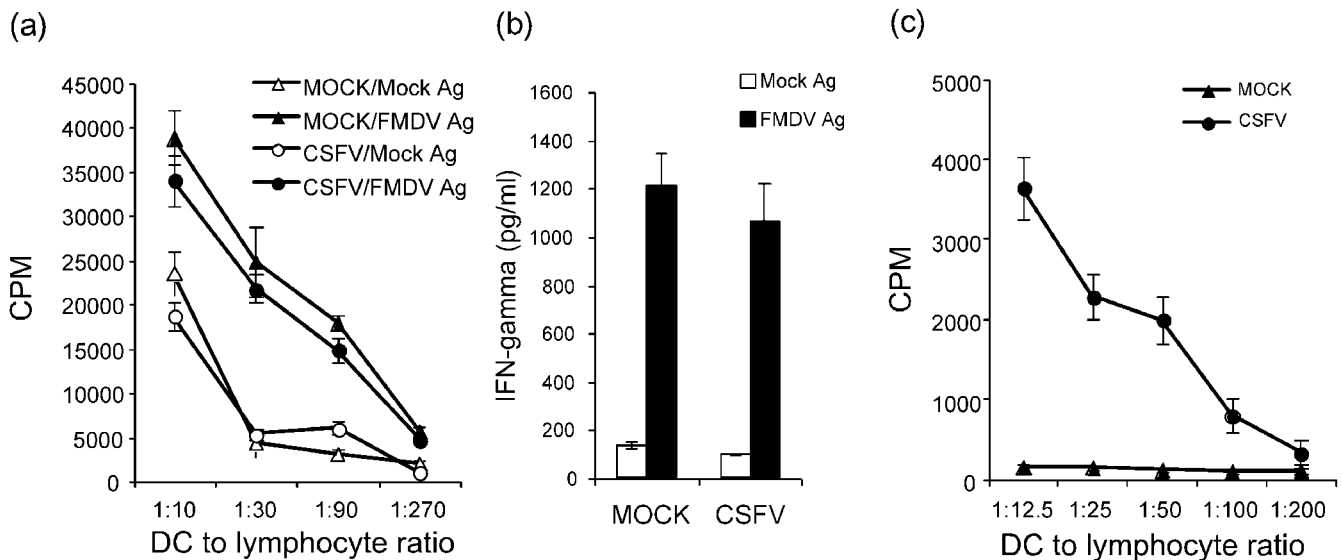 (a)
45000
40000
35000
30000
25000
20000
15000
10000
5000
0
CPM
MOCK/Mock Ag
MOCK/FMDV Ag
CSFV/Mock Ag
CSFV/FMDV Ag
1:10 1:30 1:90 1:270
DC to lymphocyte ratio
(b)
Mock Ag
FMDV Ag
1600
1400
1200
1000
800
600
400
200
0
IFN-gamma (pg/ml)
MOCK CSFV
(c)
5000
4000
3000
2000
1000
0
CPM
MOCK
CSFV
1:12.5 1:25 1:50 1:100 1:200
DC to lymphocyte ratio